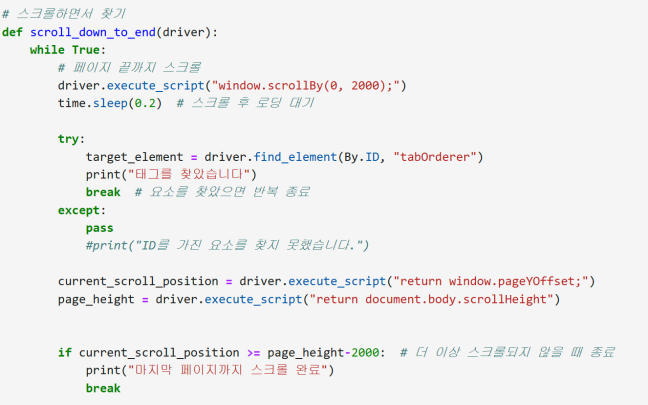 # 스크롤하면서 찾기
def scroll_down_to_end(driver):
    while True:
        # 페이지 끝까지 스크롤
        driver.execute_script("window.scrollBy(0, 2000);")
        time.sleep(0.2)  # 스크롤 후 로딩 대기

        try:
            target_element = driver.find_element(By.ID, "tabOrderer")
            print("태그를 찾았습니다")
            break  # 요소를 찾았으면 반복 종료
        except:
            pass
            #print("ID를 가진 요소를 찾지 못했습니다.")

        current_scroll_position = driver.execute_script("return window.pageYOffset;")
        page_height = driver.execute_script("return document.body.scrollHeight")


        if current_scroll_position >= page_height-2000:  # 더 이상 스크롤되지 않을 때 종료
            print("마지막 페이지까지 스크롤 완료")
            break